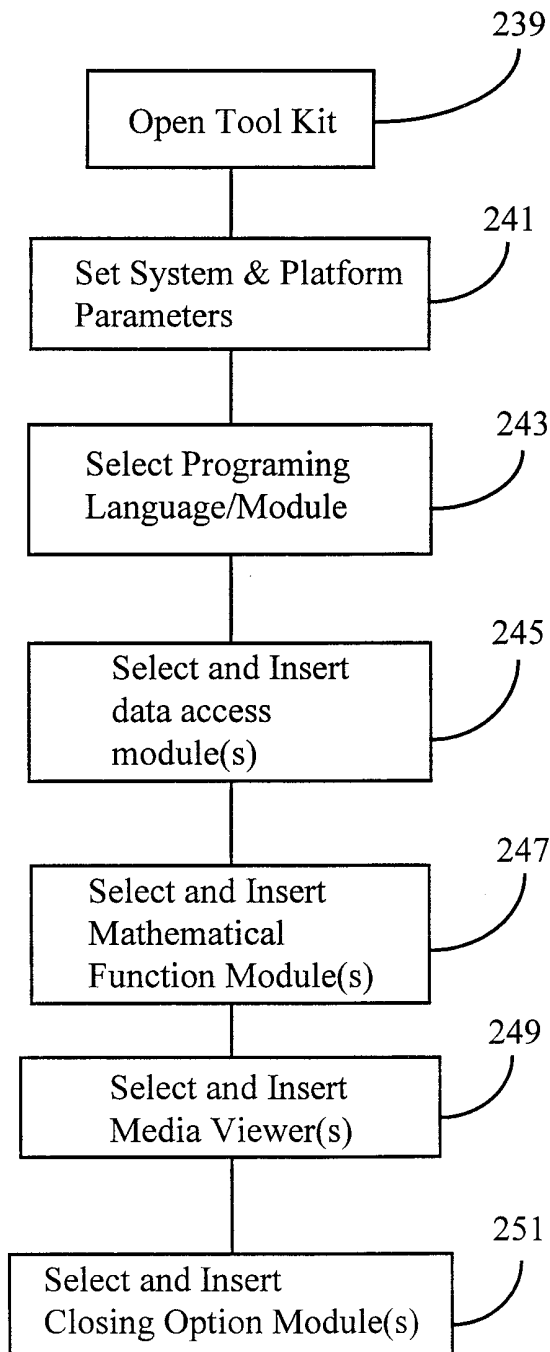 239
Open Tool Kit
241
Set System & Platform
Parameters
243
Select Programing
Language/Module
245
Select and Insert
data access
module(s)
247
Select and Insert
Mathematical
Function Module(s)
249
Select and Insert
Media Viewer(s)
251
Select and Insert
Closing Option Module(s)